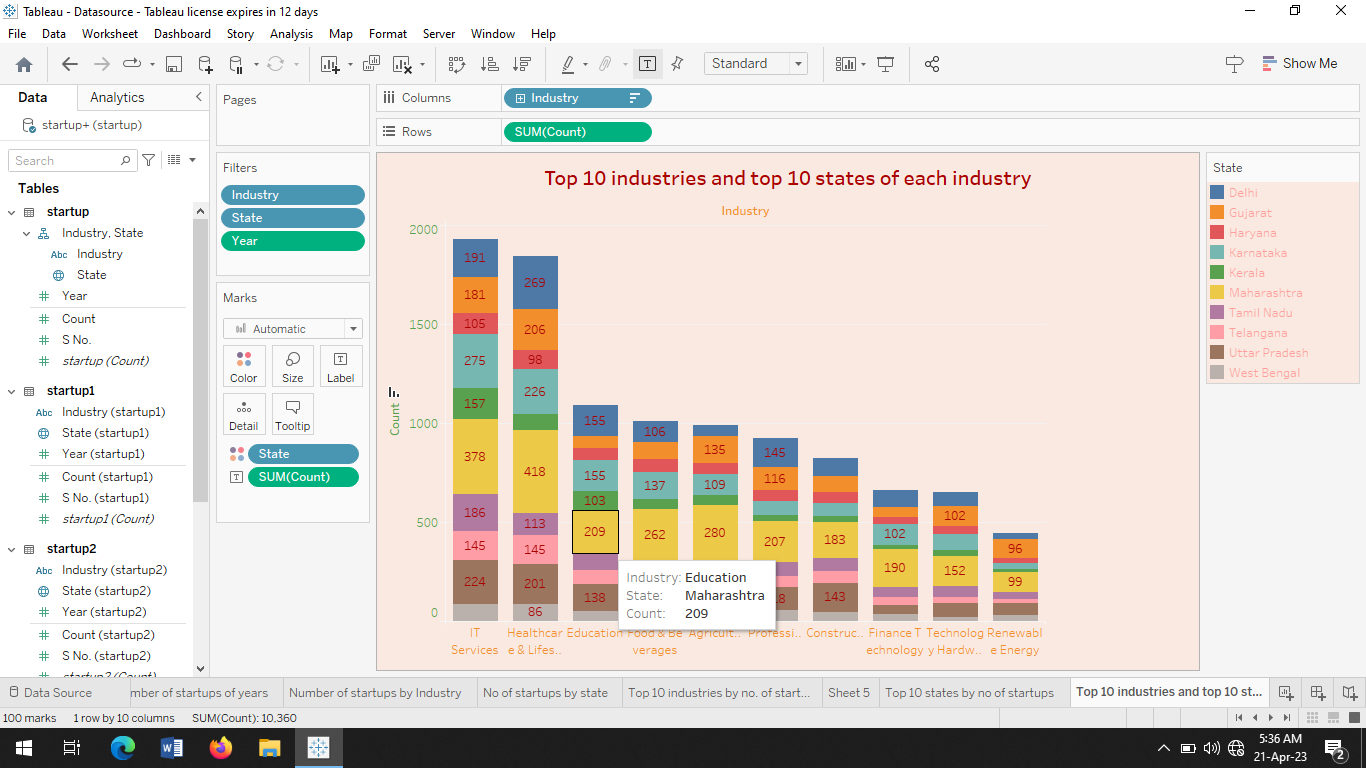 Tableau - Datasource - Tableau license expires in 12 days
File Data Worksheet Dashboard Story Analysis Map Format Server Window Help
Standard
Show Me
Data Analytics
startup+ (startup)
Search
Tables
startup
Industry, State
Abc Industry
State
Year
Count
S No.
startup (Count)
startup1
Abc Industry (startup1)
State (startup1)
Year (startup1)
Count (startup1)
S No. (startup1)
startup1 (Count)
startup2
Abc Industry (startup2)
State (startup2)
Year (startup2)
Count (startup2)
S No. (startup2)
startup2 (Count)
Pages
Filters
Industry
State
Year
Marks
Automatic
Color Size Label
Detail Tooltip
State
SUM(Count)
Columns Industry
Rows SUM(Count)
Top 10 industries and top 10 states of each industry
Industry
Count
2000
1500
1000
500
0
191
181
105
275
157
378
186
145
224
269
206
98
226
418
113
145
201
86
155
155
103
209
138
106
137
262
135
109
280
145
116
207
18
183
143
102
190
102
152
96
99
Industry: Education
State: Maharashtra
Count: 209
IT
Services
Healthcar
e & Lifes..
Education
Food & Be
verages
Agricult..
Professi..
Construc..
Finance T
echnology
Technolog
y Hardw..
Renewabl
e Energy
State
Delhi
Gujarat
Haryana
Karnataka
Kerala
Maharashtra
Tamil Nadu
Telangana
Uttar Pradesh
West Bengal
Data Source mber of startups of years Number of startups by Industry No of startups by state Top 10 industries by no. of start... Sheet 5 Top 10 states by no of startups Top 10 industries and top 10 st...
100 marks 1 row by 10 columns SUM(Count): 10,360
5:36 AM
21-Apr-23
2